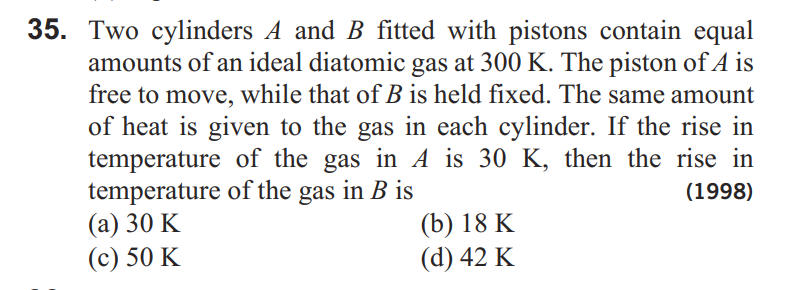 35. Two cylinders A and B fitted with pistons contain equal
amounts of an ideal diatomic gas at 300 K. The piston of A is
free to move, while that of B is held fixed. The same amount
of heat is given to the gas in each cylinder. If the rise in
temperature of the gas in A is 30 K, then the rise in
temperature of the gas in B is (1998)
(a) 30 K (b) 18 K
(c) 50 K (d) 42 K